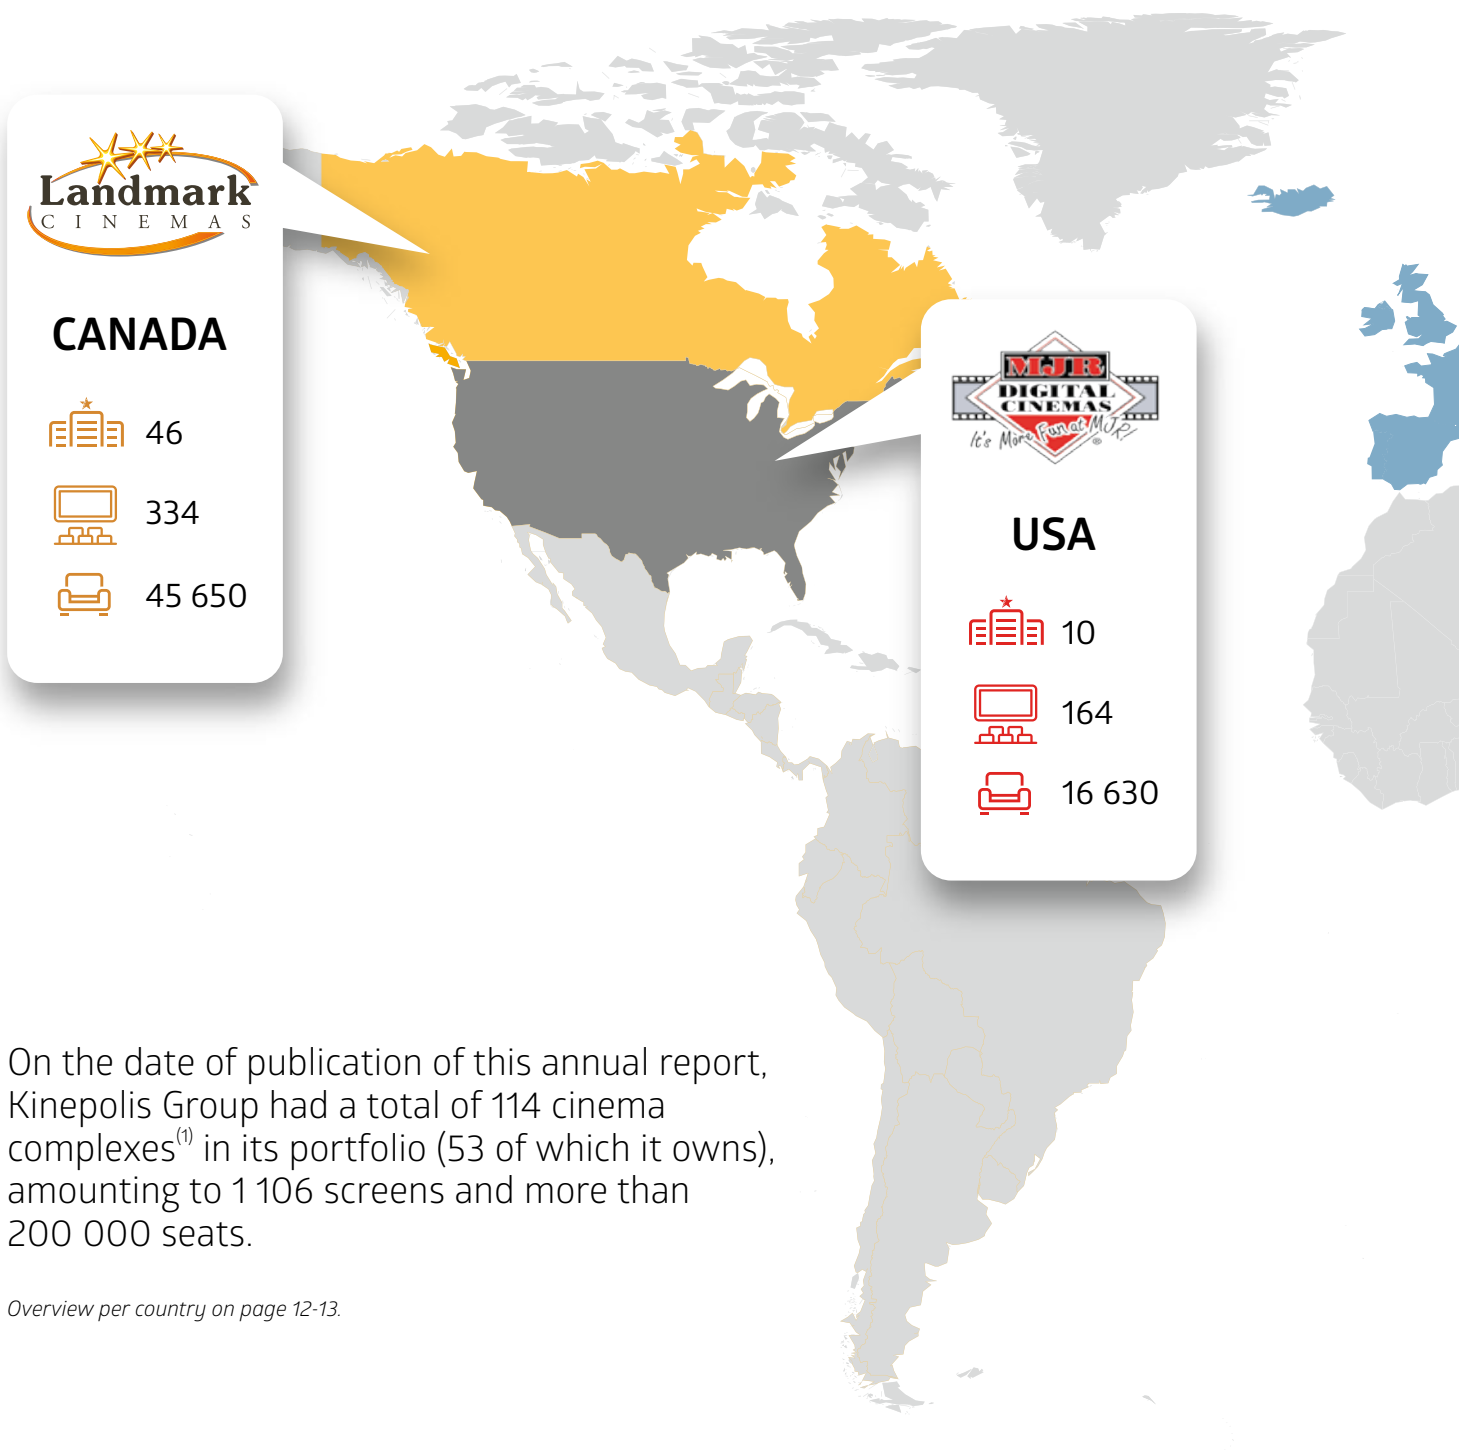 Landmark
CINEMAS
CANADA
46
334
45 650
MJR
DIGITAL
CINEMAS
It's More Fun at MJR!
®
USA
10
164
16 630
On the date of publication of this annual report,
Kinepolis Group had a total of 114 cinema
complexes(1) in its portfolio (53 of which it owns),
amounting to 1 106 screens and more than
200 000 seats.
Overview per country on page 12-13.